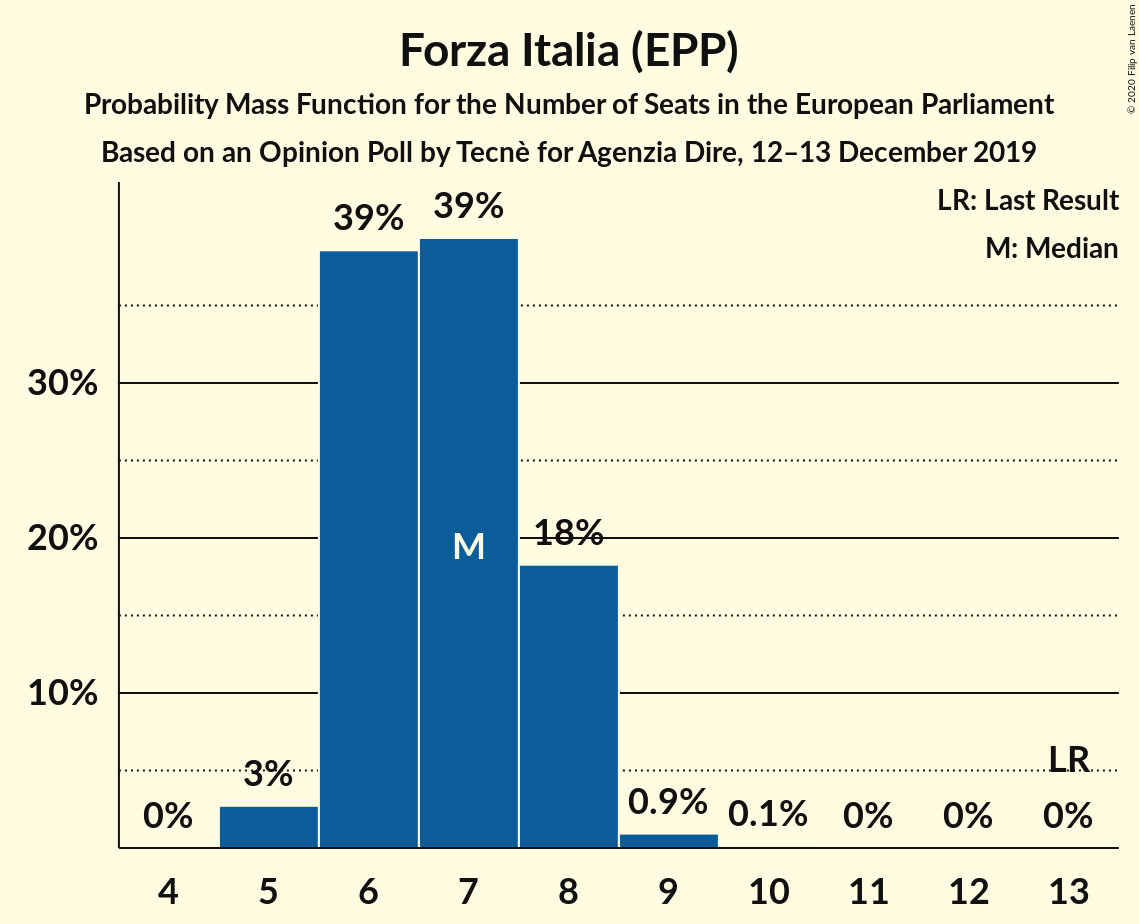 Forza Italia (EPP)
Probability Mass Function for the Number of Seats in the European Parliament
Based on an Opinion Poll by Tecnè for Agenzia Dire, 12–13 December 2019
© 2020 Filip van Laenen
LR: Last Result
M: Median
39%
39%
30%
20%
18%
M
10%
3%
LR
0%
0.9%
0.1%
0%
0%
0%
4
5
6
7
8
9
10
11
12
13